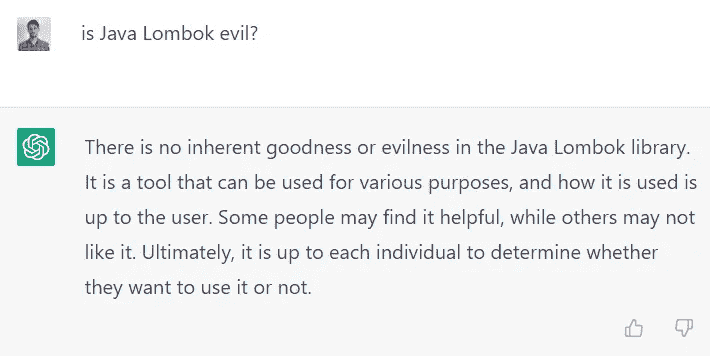 is Java Lombok evil?
There is no inherent goodness or evilness in the Java Lombok library.
It is a tool that can be used for various purposes, and how it is used is
up to the user. Some people may find it helpful, while others may not
like it. Ultimately, it is up to each individual to determine whether
they want to use it or not.